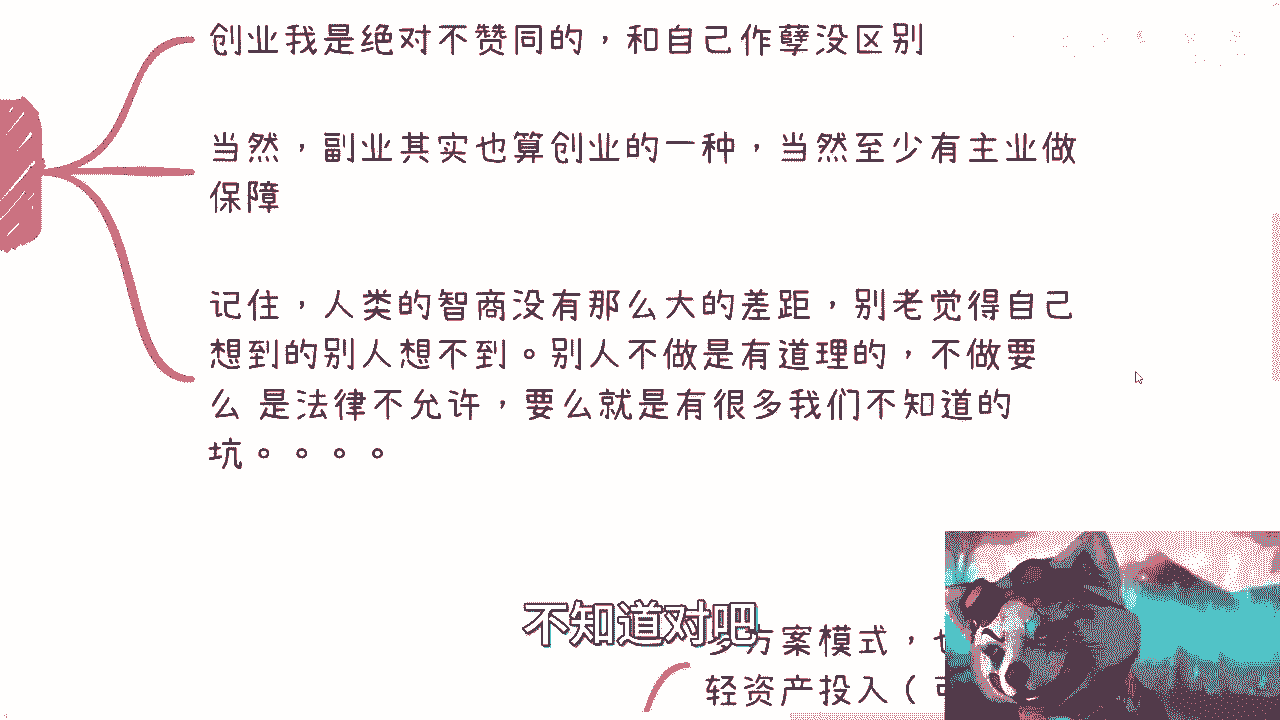 创业我是绝对不赞同的，和自己作孽没区别
当然，副业其实也算创业的一种，当然至少有主业做
保障
记住，人类的智商没有那么大的差距，别老觉得自己
想到的别人想不到。别人不做是有道理的，不做要
么 是法律不允许，要么就是有很多我们不知道的
坑。。。。
不知道对吧
方案模式，
轻资产投入（